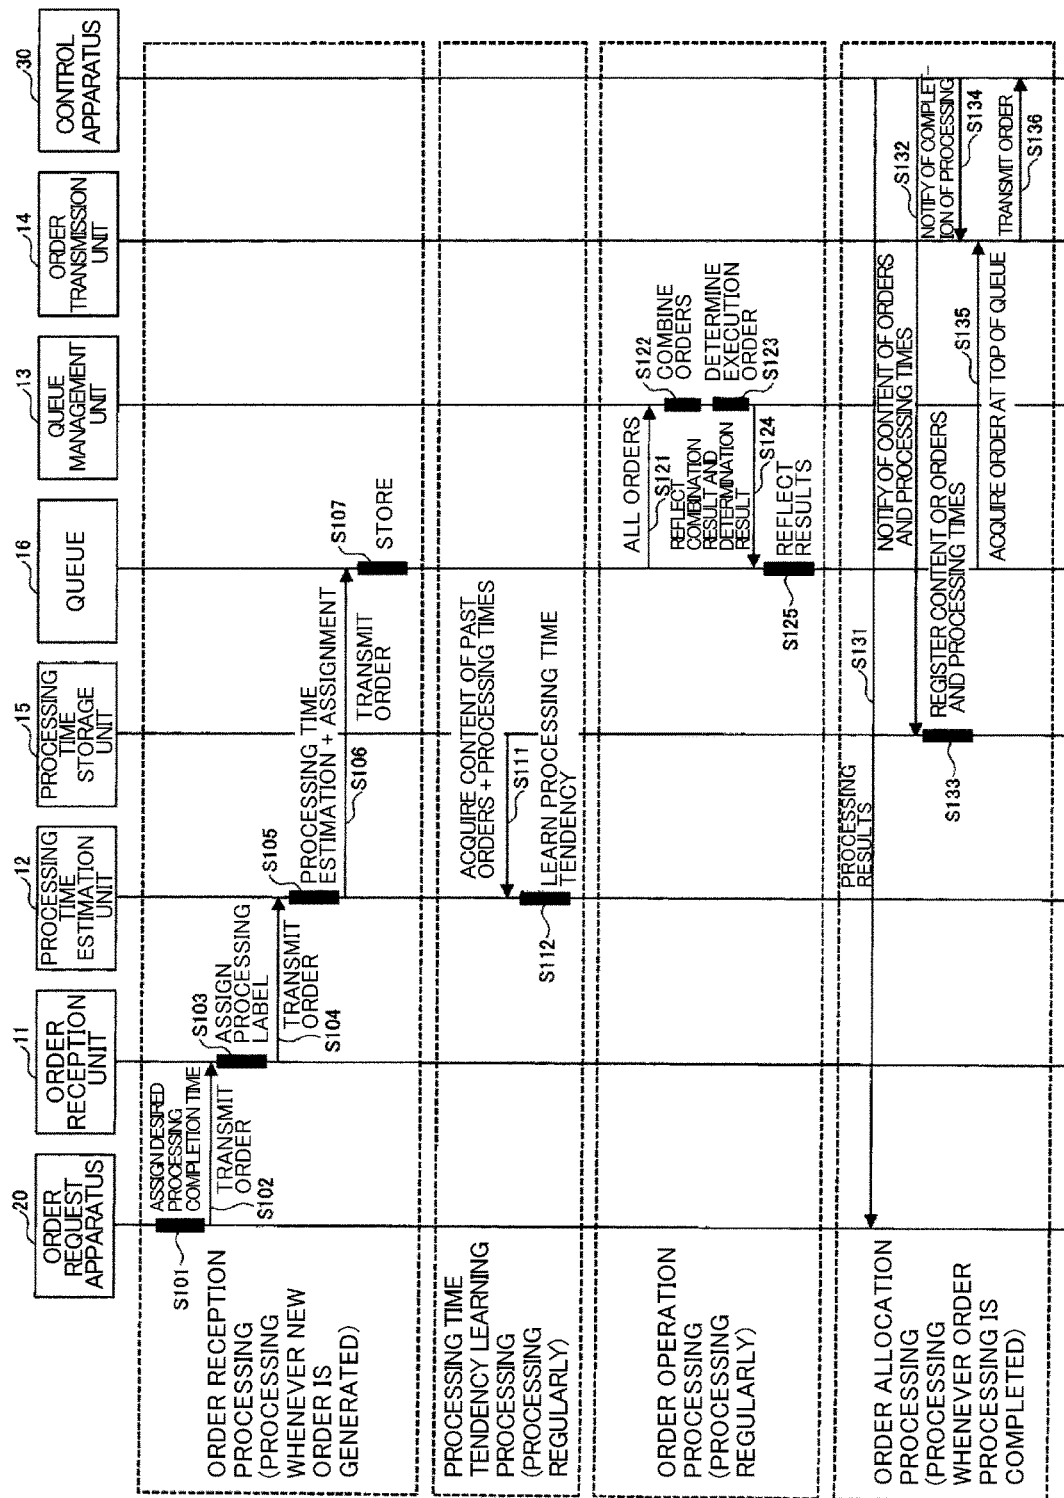 20
ORDER
REQUEST
APPARATUS
11
ORDER
RECEPTION
UNIT
12
PROCESSING
TIME
ESTIMATION
UNIT
15
PROCESSING
TIME
STORAGE
UNIT
16
QUEUE
13
QUEUE
MANAGEMENT
UNIT
14
ORDER
TRANSMISSION
UNIT
30
CONTROL
APPARATUS
ORDER RECEPTION
PROCESSING
(PROCESSING
WHENEVER NEW
ORDER IS
GENERATED)
S101
ASSIGN DESIRED
PROCESSING
COMPLETION TIME
TRANSMIT
ORDER
S102
S103
ASSIGN
PROCESSING
LABEL
TRANSMIT
ORDER
S104
S105
PROCESSING TIME
ESTIMATION + ASSIGNMENT
S106
TRANSMIT
ORDER
S107
STORE
PROCESSING TIME
TENDENCY LEARNING
PROCESSING
(PROCESSING
REGULARLY)
ACQUIRE CONTENT OF PAST
ORDERS + PROCESSING TIMES
S111
S112
LEARN PROCESSING TIME
TENDENCY
ORDER OPERATION
PROCESSING
(PROCESSING
REGULARLY)
ALL ORDERS
S121
S122
COMBINE
ORDERS
DETERMINE
EXECUTION
ORDER
S123
REFLECT
COMBINATION
RESULT AND
DETERMINATION
RESULT
S124
S125
REFLECT
RESULTS
ORDER ALLOCATION
PROCESSING
(PROCESSING
WHENEVER ORDER
PROCESSING IS
COMPLETED)
PROCESSING
RESULTS
S131
NOTIFY OF CONTENT OF ORDERS
AND PROCESSING TIMES
S132
S133
REGISTER CONTENT OR ORDERS
AND PROCESSING TIMES
NOTIFY OF COMPLET-
ION OF PROCESSING
S134
S135
ACQUIRE ORDER AT TOP OF QUEUE
TRANSMIT ORDER
S136